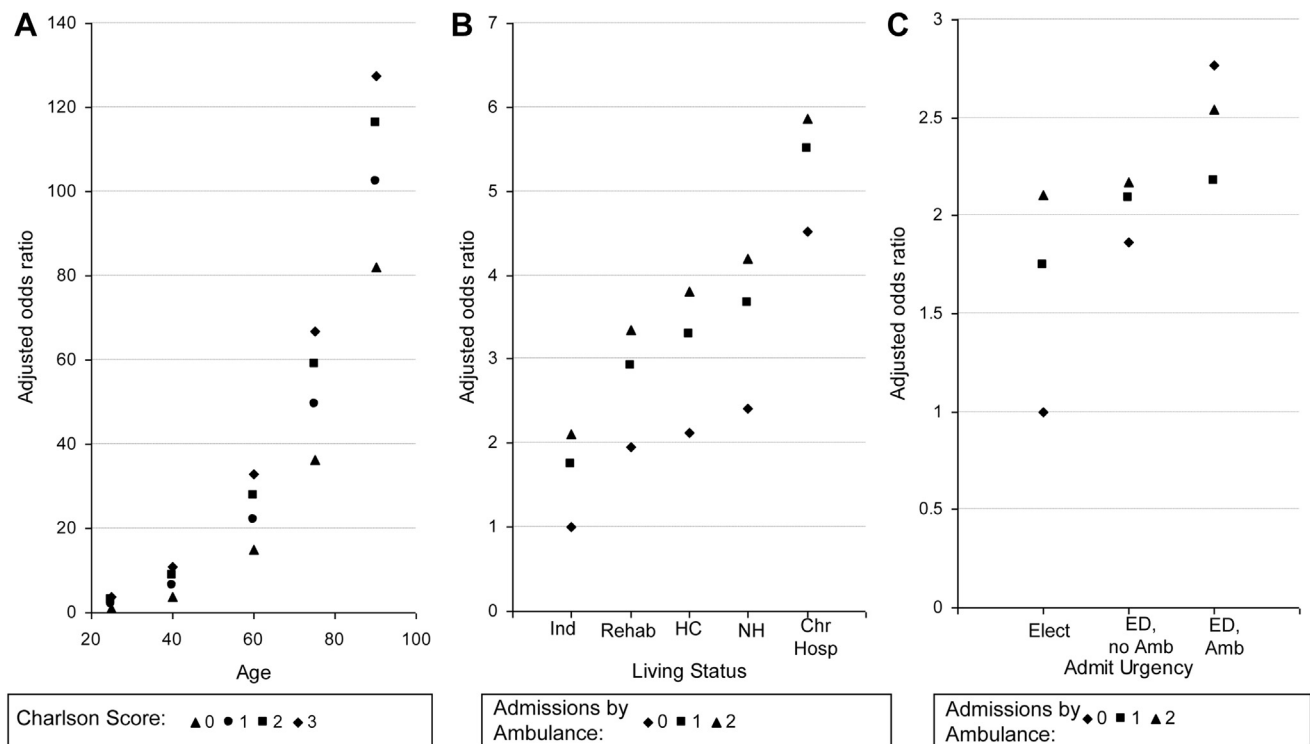 A
Adjusted odds ratio
140
120
100
80
60
40
20
0
20 40 60 80 100
Age
Charlson Score: 0 1 2 3
B
Adjusted odds ratio
7
6
5
4
3
2
1
0
Ind Rehab HC NH Chr
Hosp
Living Status
Admissions by
Ambulance: 0 1 2
C
Adjusted odds ratio
3
2.5
2
1.5
1
0.5
0
Elect ED, ED,
no Amb Amb
Admit Urgency
Admissions by
Ambulance: 0 1 2